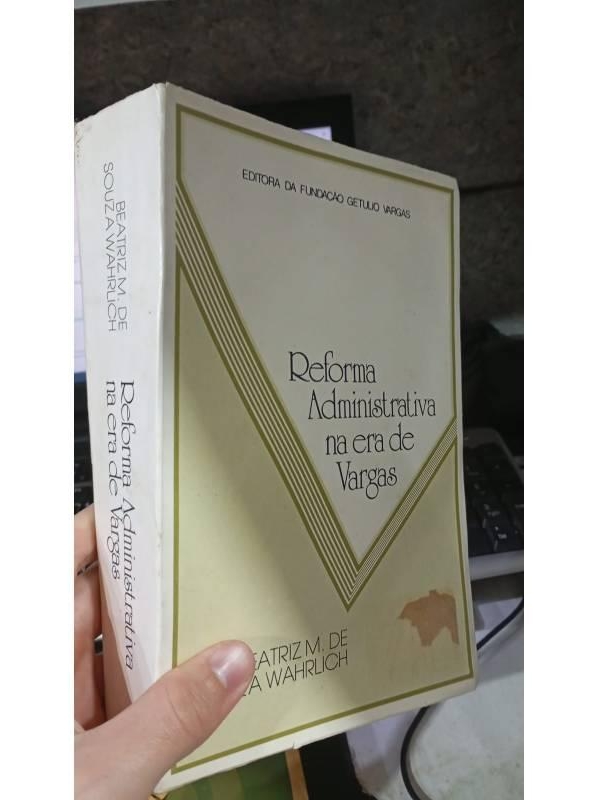 BEATRIZ M. DE
SOUZA WAHRLICH
Reforma Administrativa
na era de Vargas
EDITORA DA FUNDAÇÃO GETULIO VARGAS
Reforma
Administrativa
na era de
Vargas
EATRIZ M. DE
ZA WAHRLICH